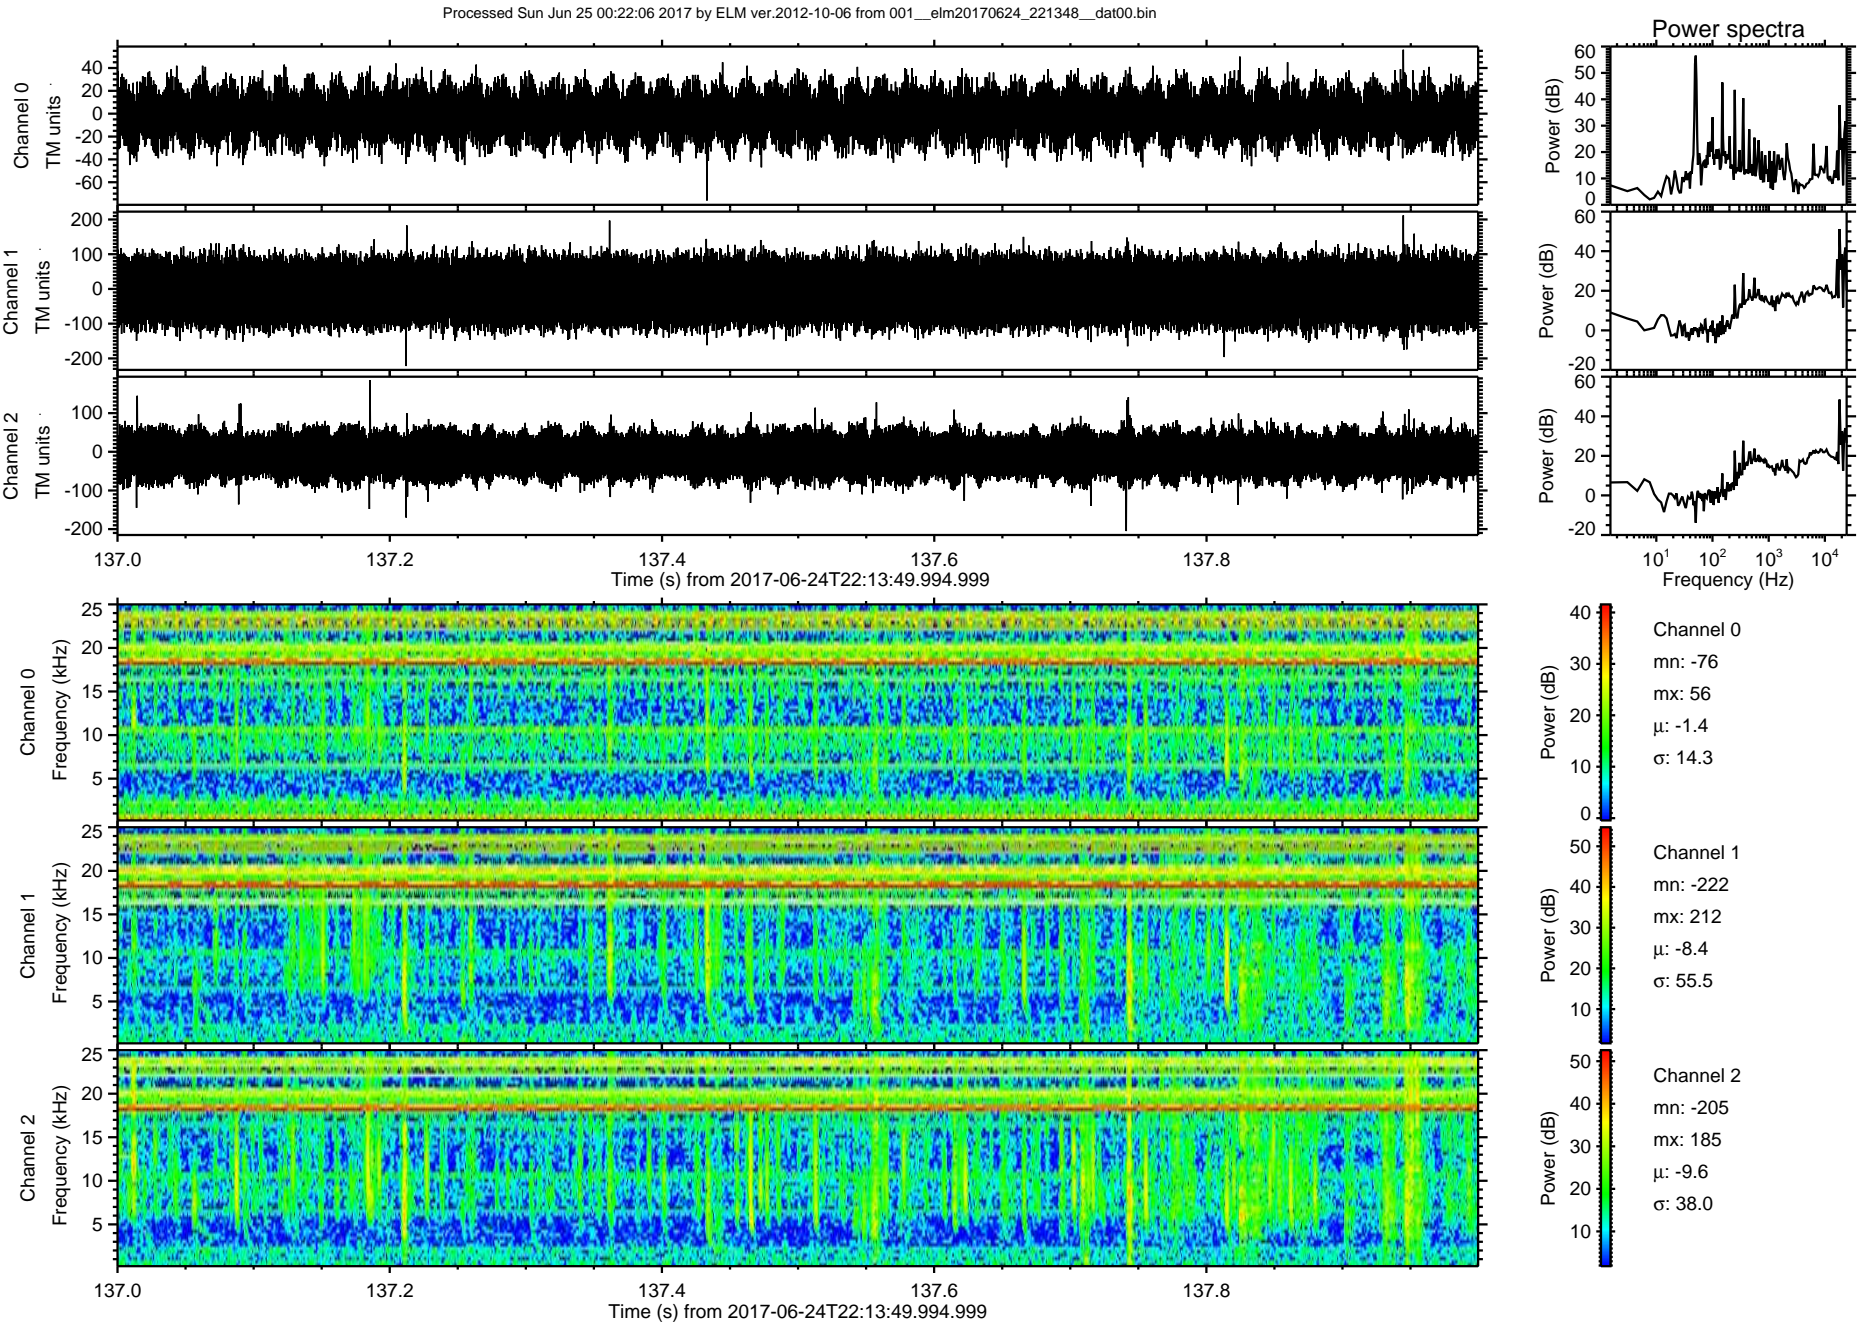 Processed Sun Jun 25 00:22:06 2017 by ELM ver.2012-10-06 from 001__elm20170624_221348__dat00.bin
Power spectra
Channel 0
TM units
40
20
0
-20
-40
-60
Power (dB)
60
50
40
30
20
10
0
Channel 1
TM units
200
100
0
-100
-200
Power (dB)
60
40
20
0
-20
Channel 2
TM units
100
0
-100
-200
Power (dB)
60
40
20
0
-20
137.0 137.2 137.4 137.6 137.8
Time (s) from 2017-06-24T22:13:49.994.999
10^1 10^2 10^3 10^4
Frequency (Hz)
Channel 0
Frequency (kHz)
25
20
15
10
5
Power (dB)
40
30
20
10
0
Channel 0
mn: -76
mx: 56
μ: -1.4
σ: 14.3
Channel 1
Frequency (kHz)
25
20
15
10
5
Power (dB)
50
40
30
20
10
Channel 1
mn: -222
mx: 212
μ: -8.4
σ: 55.5
Channel 2
Frequency (kHz)
25
20
15
10
5
Power (dB)
50
40
30
20
10
Channel 2
mn: -205
mx: 185
μ: -9.6
σ: 38.0
137.0 137.2 137.4 137.6 137.8
Time (s) from 2017-06-24T22:13:49.994.999